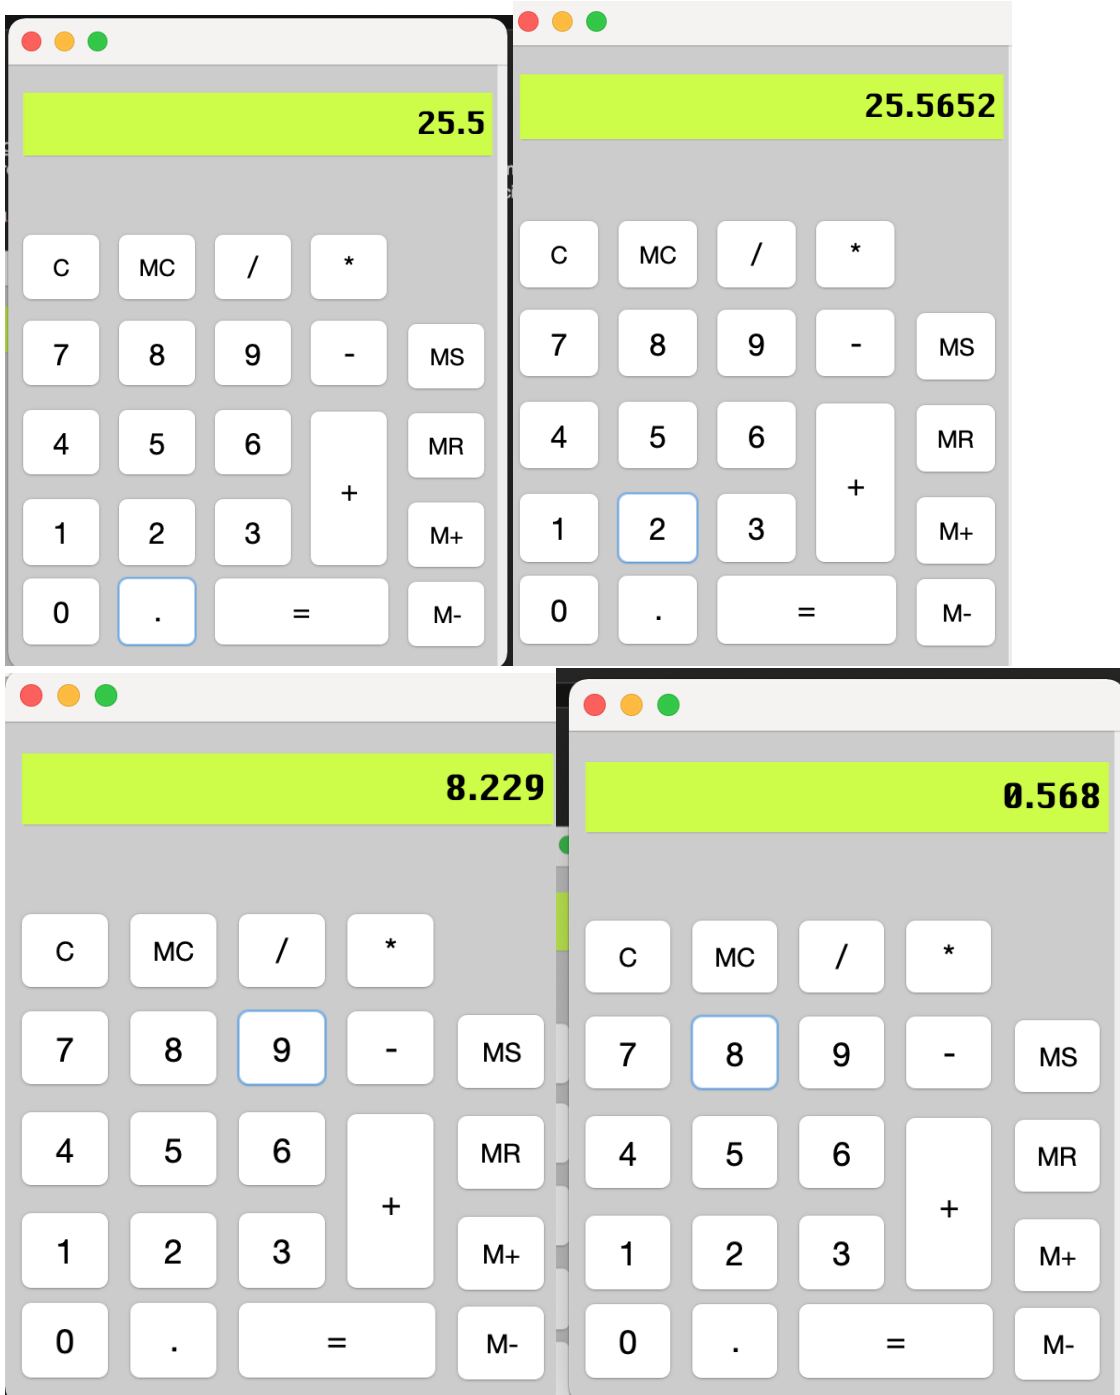 25.5
C MC / *
7 8 9 - MS
4 5 6 MR
+
1 2 3 M+
0 . = M-
25.5652
C MC / *
7 8 9 - MS
4 5 6 MR
+
1 2 3 M+
0 . = M-
8.229
C MC / *
7 8 9 - MS
4 5 6 MR
+
1 2 3 M+
0 . = M-
0.568
C MC / *
7 8 9 - MS
4 5 6 MR
+
1 2 3 M+
0 . = M-